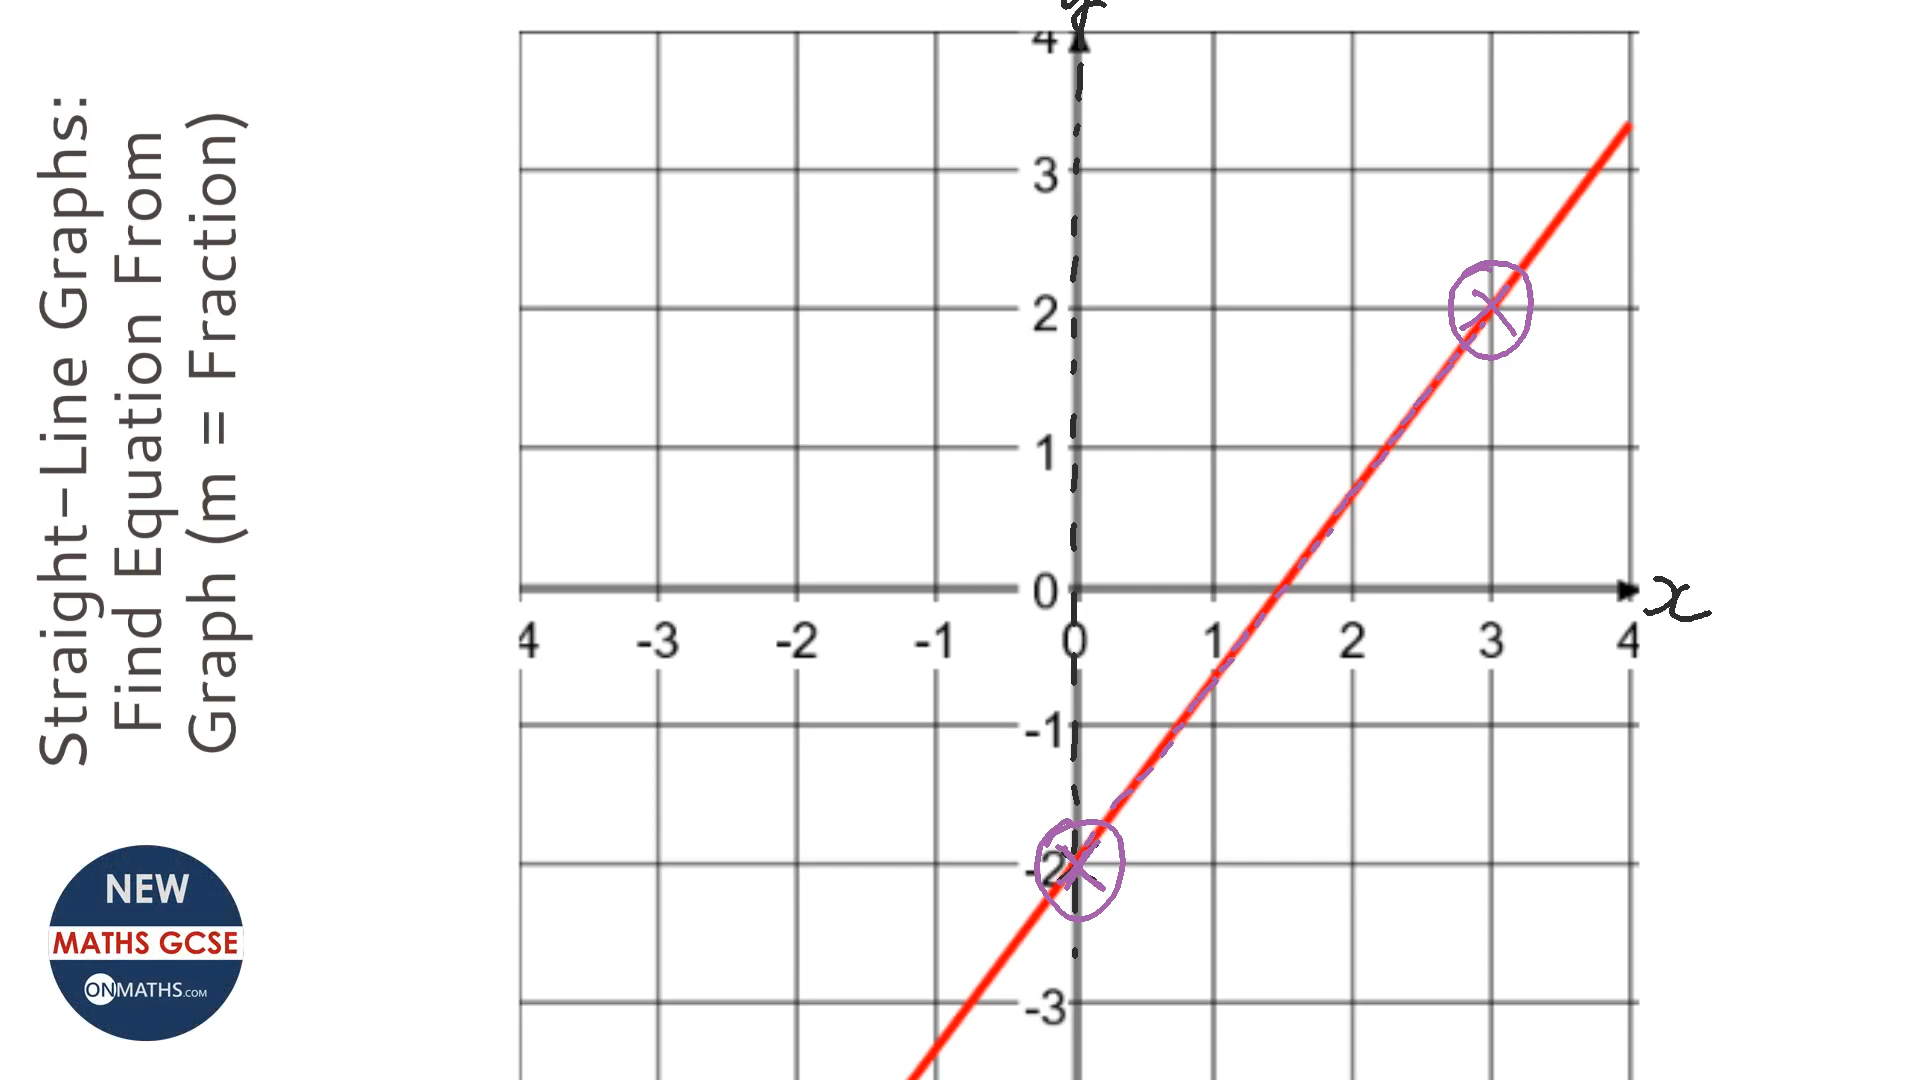 Straight-Line Graphs:
Find Equation From
Graph (m = Fraction)
NEW
MATHS GCSE
ONMATHS.COM
y
4
3
2
1
0
4 -3 -2 -1 0 1 2 3 4
x
-1
-2
-3